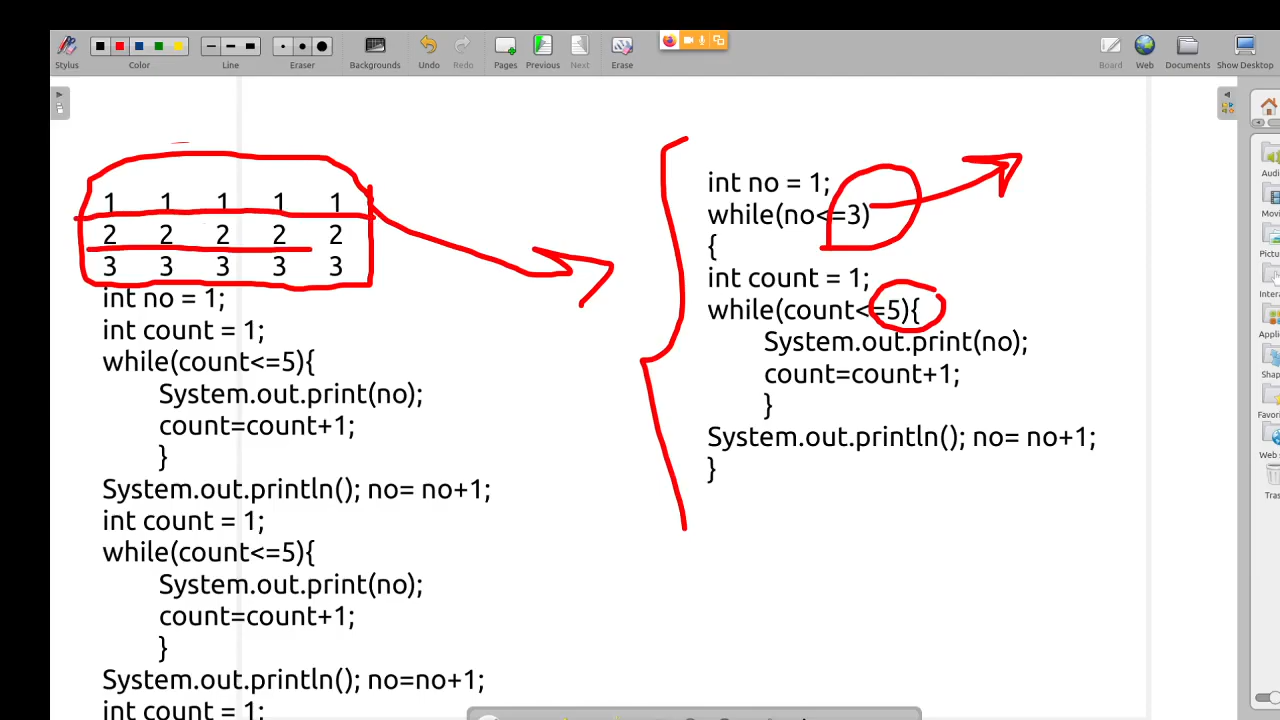 Stylus Color Line Eraser Backgrounds Undo Redo Pages Previous Next Erase Board Web Documents Show Desktop
1 1 1 1 1
2 2 2 2 2
3 3 3 3 3
int no = 1;
int count = 1;
while(count<=5){
System.out.print(no);
count=count+1;
}
System.out.println(); no= no+1;
int count = 1;
while(count<=5){
System.out.print(no);
count=count+1;
}
System.out.println(); no=no+1;
int count = 1;
int no = 1;
while(no<=3)
{
int count = 1;
while(count<=5){
System.out.print(no);
count=count+1;
}
System.out.println(); no= no+1;
}